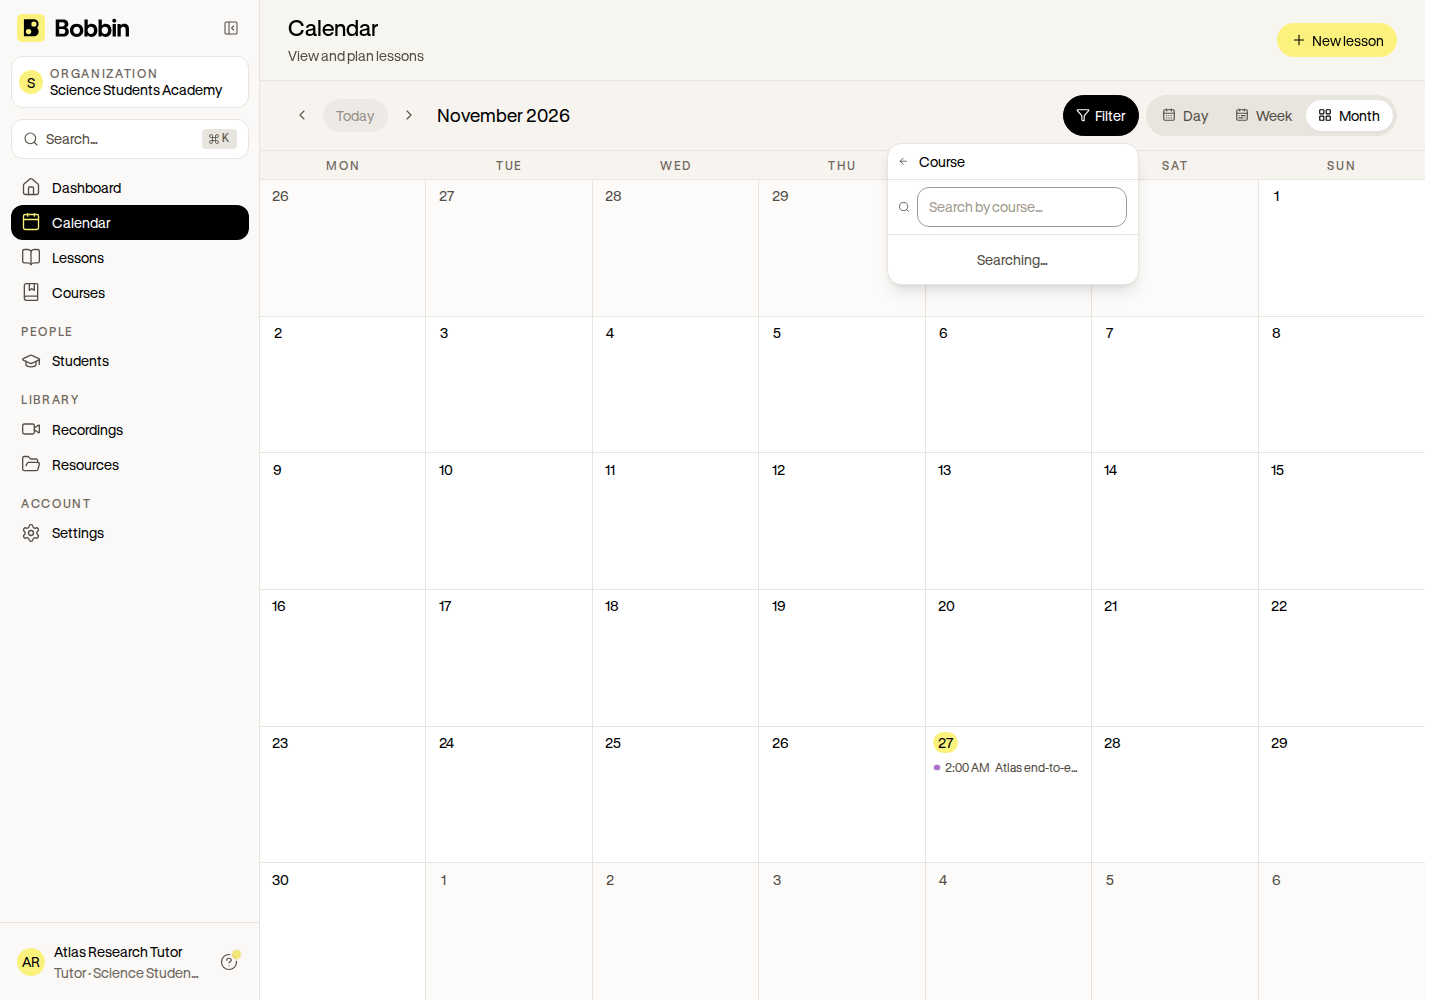 Bobbin
ORGANIZATION
S
Science Students Academy
Search...
⌘ K
Dashboard
Calendar
Lessons
Courses
PEOPLE
Students
LIBRARY
Recordings
Resources
ACCOUNT
Settings
AR
Atlas Research Tutor
Tutor · Science Studen...
Calendar
View and plan lessons
New lesson
Today
November 2026
Filter
Day
Week
Month
MON TUE WED THU SAT SUN
Course
Search by course...
Searching...
26 27 28 29 1
2 3 4 5 6 7 8
9 10 11 12 13 14 15
16 17 18 19 20 21 22
23 24 25 26 27 28 29
2:00 AM Atlas end-to-e...
30 1 2 3 4 5 6